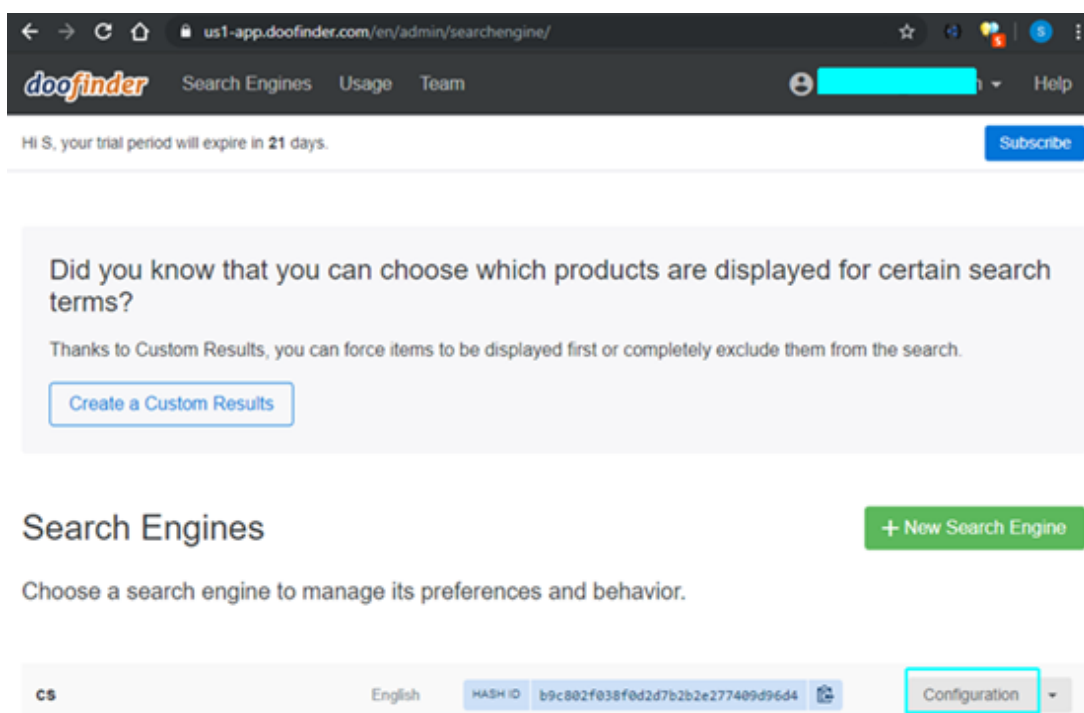 us1-app.doofinder.com/en/admin/searchengine/
S
S
doofinder Search Engines Usage Team Help
Hi S, your trial period will expire in 21 days. Subscribe
Did you know that you can choose which products are displayed for certain search
terms?
Thanks to Custom Results, you can force items to be displayed first or completely exclude them from the search.
Create a Custom Results
Search Engines
+ New Search Engine
Choose a search engine to manage its preferences and behavior.
cs English HASH ID b9c802f038f0d2d7b2b2e277409d96d4 Configuration